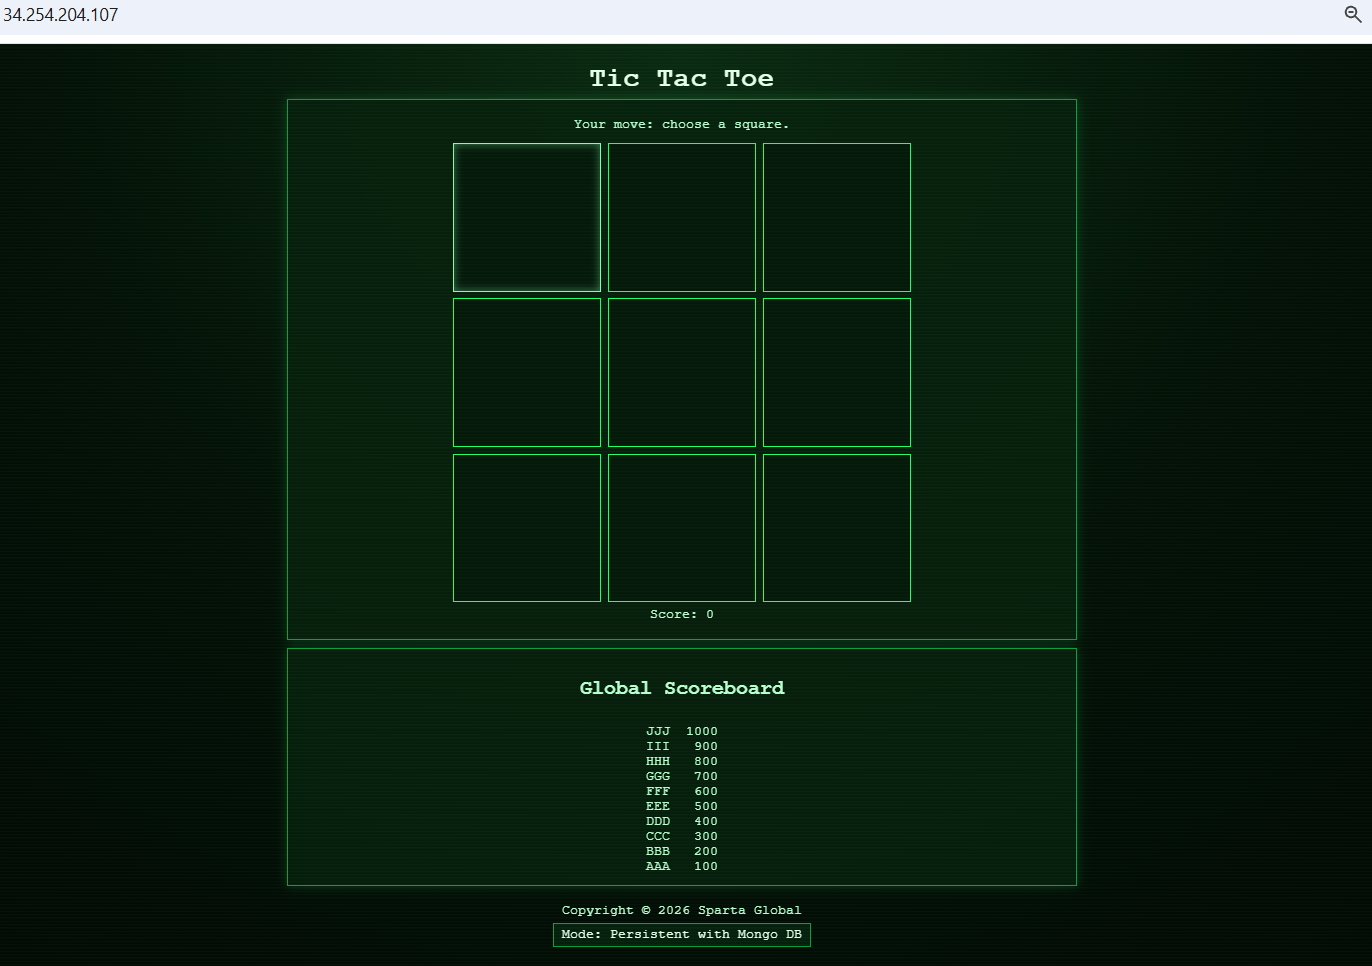 34.254.204.107
Tic Tac Toe
Your move: choose a square.
Score: 0
Global Scoreboard
JJJ 1000
III 900
HHH 800
GGG 700
FFF 600
EEE 500
DDD 400
CCC 300
BBB 200
AAA 100
Copyright © 2026 Sparta Global
Mode: Persistent with Mongo DB